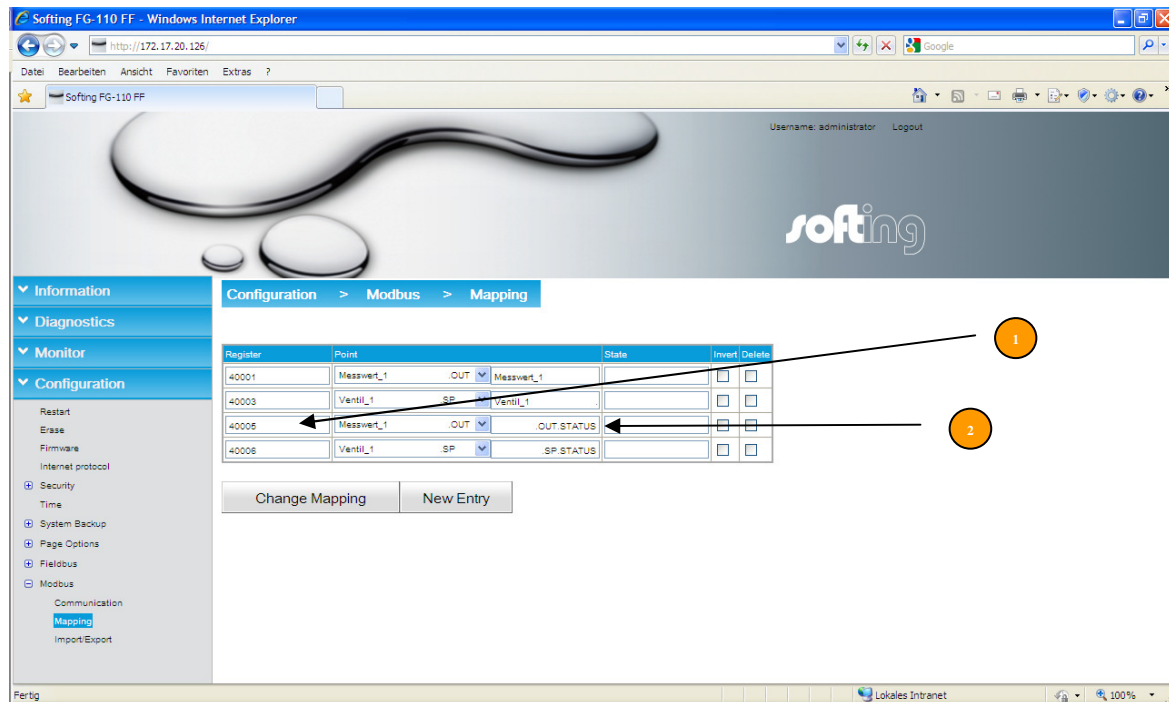 Softing FG-110 FF - Windows Internet Explorer
http://172.17.20.126/
Google
Datei Bearbeiten Ansicht Favoriten Extras ?
Softing FG-110 FF
Username: administrator Logout
softing
Information
Configuration > Modbus > Mapping
Diagnostics
Monitor
Configuration
Register Point State Invert Delete
40001 Messwert_1 .OUT Messwert_1
40003 Ventil_1 .SP Ventil_1 .
40005 Messwert_1 .OUT .OUT.STATUS
40006 Ventil_1 .SP .SP.STATUS
1
2
Change Mapping New Entry
Restart
Erase
Firmware
Internet protocol
Security
Time
System Backup
Page Options
Fieldbus
Modbus
Communication
Mapping
Import/Export
Fertig Lokales Intranet 100%